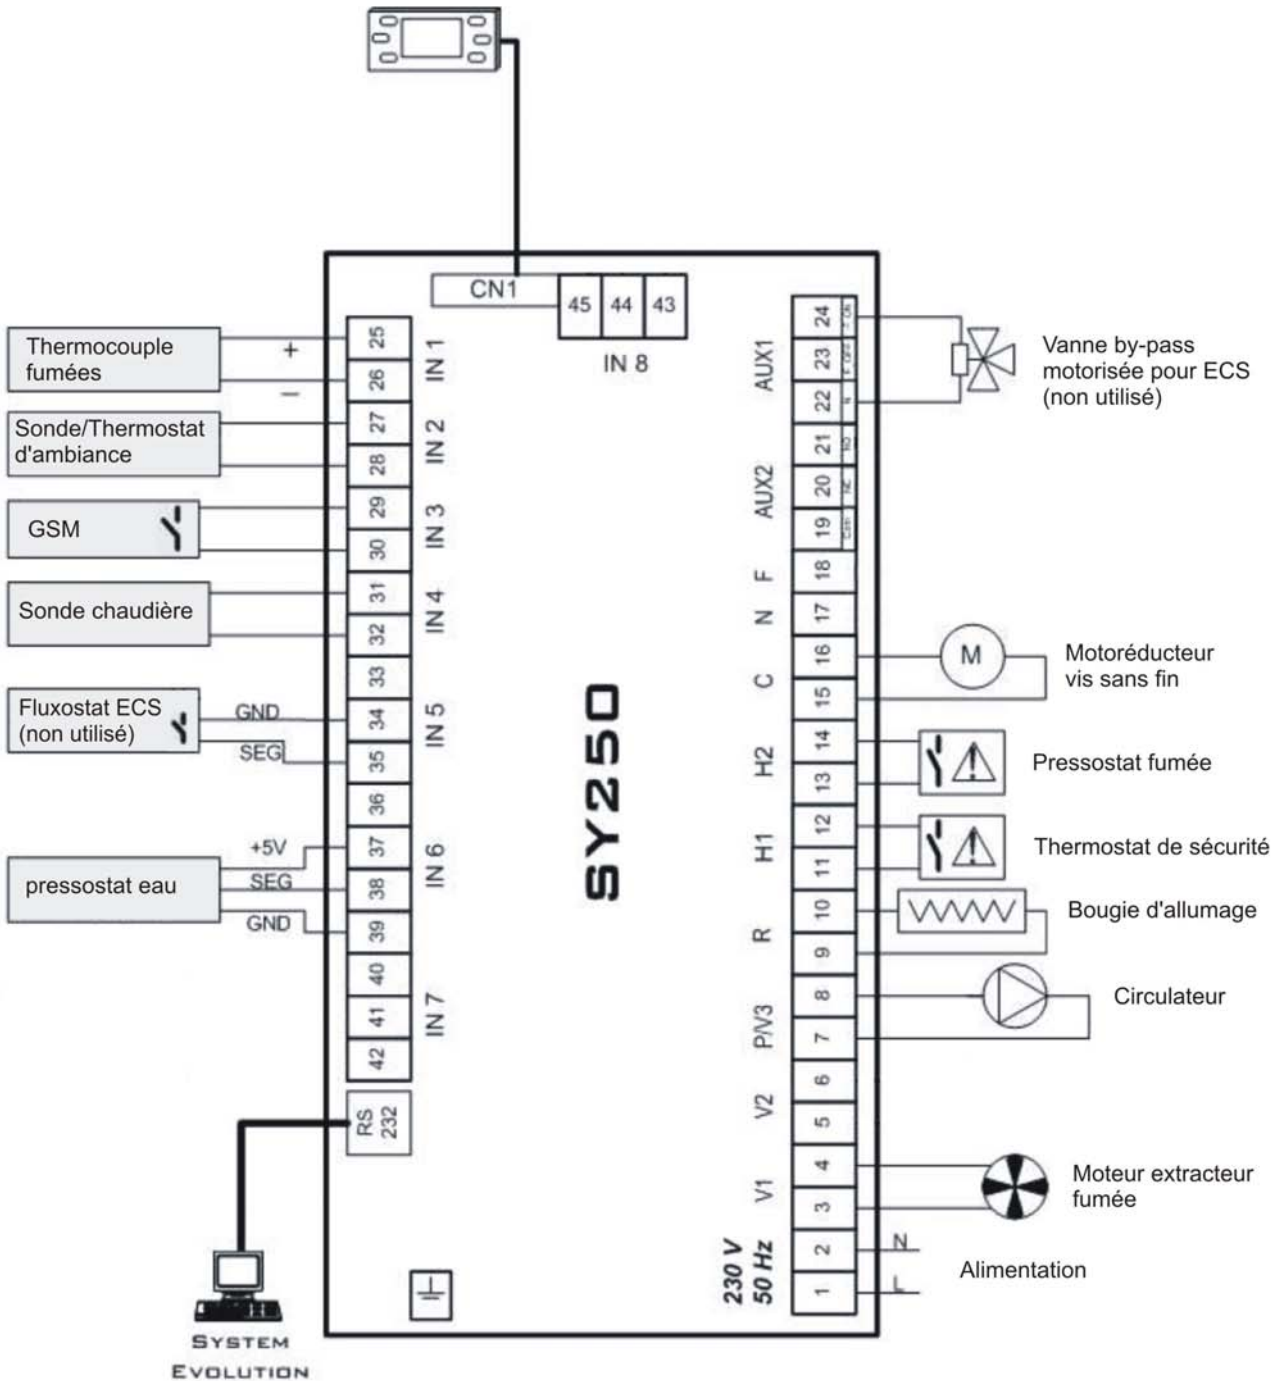 CN1
45 44 43
IN 8
Thermocouple
fumées
+
–
25
26
IN 1
Sonde/Thermostat
d'ambiance
27
28
IN 2
GSM
29
30
IN 3
Sonde chaudière
31
32
IN 4
33
Fluxostat ECS
(non utilisé)
GND
SEG
34
35
IN 5
36
pressostat eau
+5V
SEG
GND
37
38
39
IN 6
40
41
42
IN 7
RS
232
SYSTEM
EVOLUTION
SY250
24
23
22
N
AUX1
Vanne by-pass
motorisée pour ECS
(non utilisé)
21
NO
20
NC
19
AUX2
18
F
17
N
16
15
C
M
Motoréducteur
vis sans fin
14
13
H2
Pressostat fumée
12
11
H1
Thermostat de sécurité
10
9
R
Bougie d'allumage
8
7
P/V3
Circulateur
6
5
V2
4
3
V1
Moteur extracteur
fumée
2
1
230 V
50 Hz
N
L
Alimentation